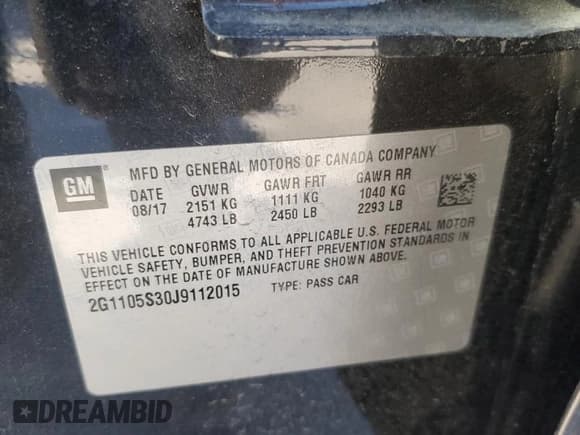 GM
MFD BY GENERAL MOTORS OF CANADA COMPANY
DATE GVWR GAWR FRT GAWR RR
08/17 2151 KG 1111 KG 1040 KG
4743 LB 2450 LB 2293 LB
THIS VEHICLE CONFORMS TO ALL APPLICABLE U.S. FEDERAL MOTOR
VEHICLE SAFETY, BUMPER, AND THEFT PREVENTION STANDARDS IN
EFFECT ON THE DATE OF MANUFACTURE SHOWN ABOVE.
2G1105S30J9112015 TYPE: PASS CAR
DREAMBID